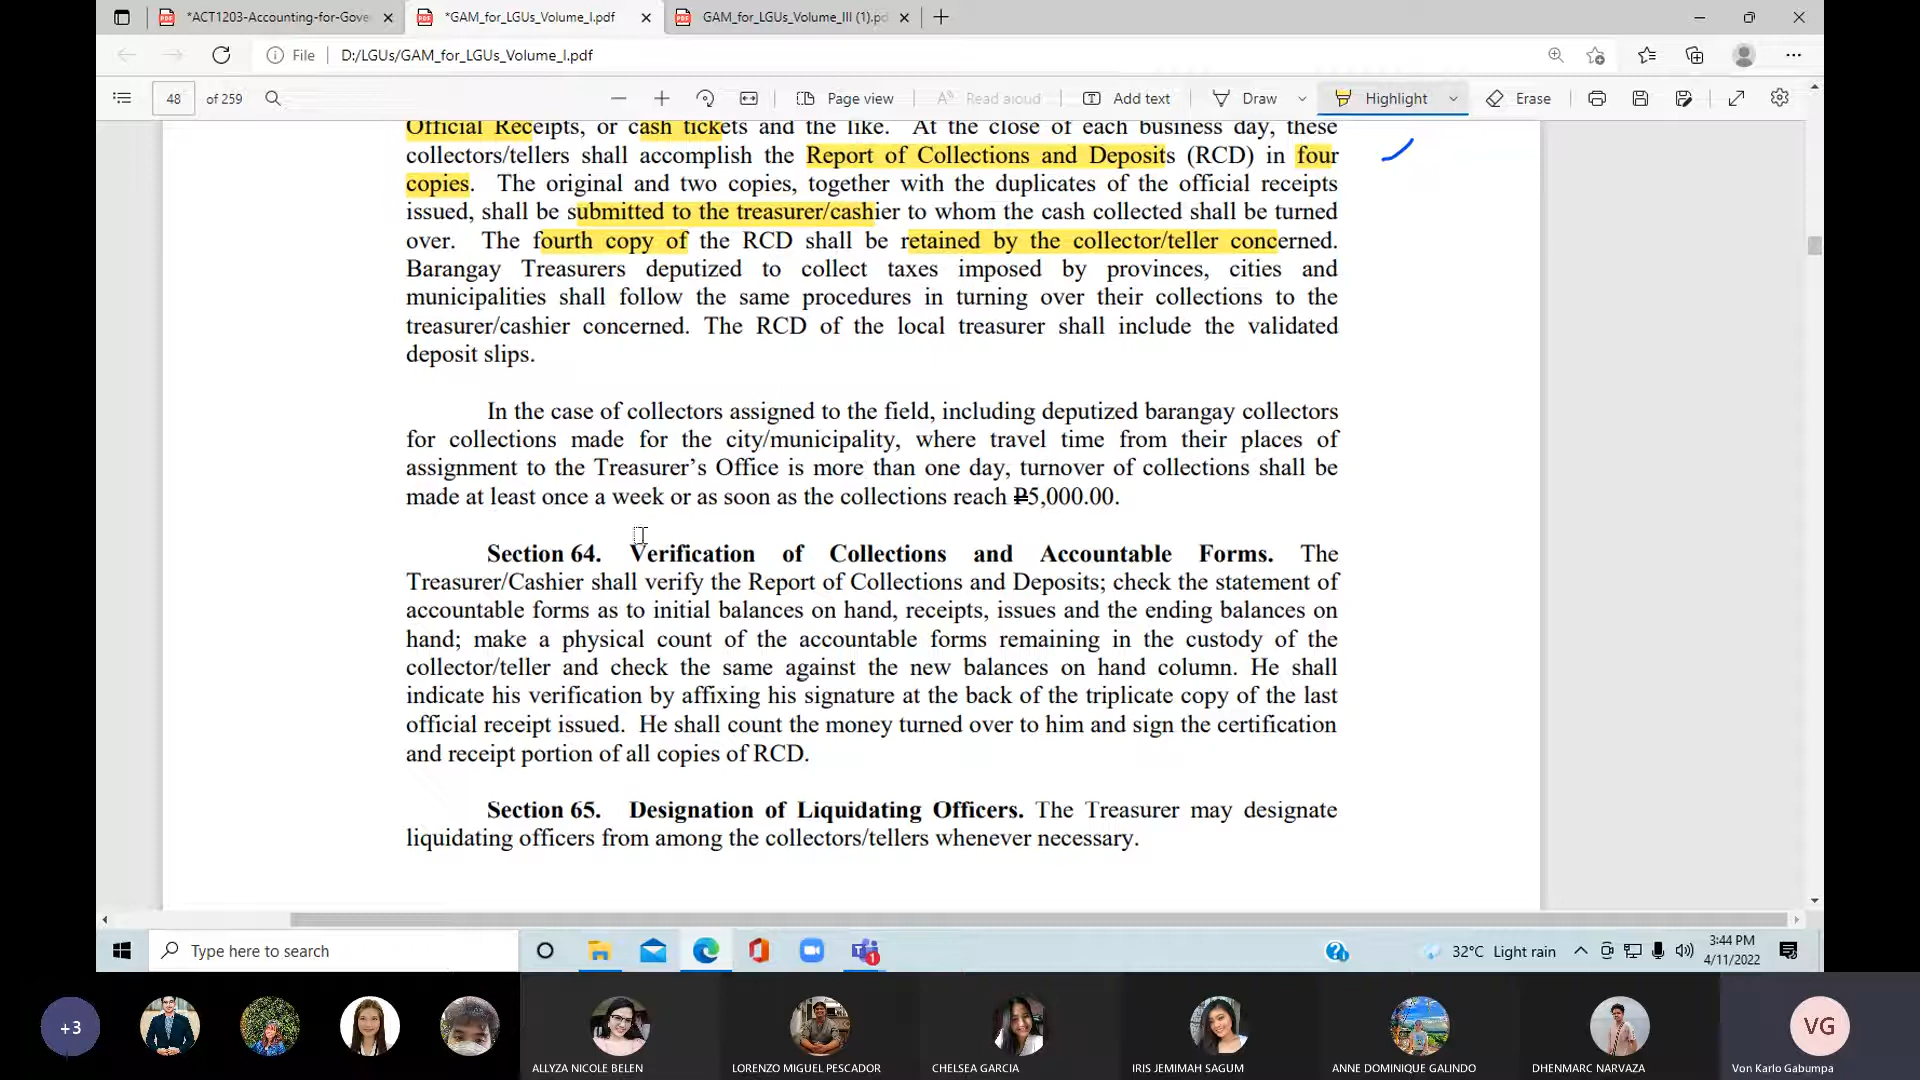 *ACT1203-Accounting-for-Gove
*GAM_for_LGUs_Volume_I.pdf
GAM_for_LGUs_Volume_III (1).pd
File
D:/LGUs/GAM_for_LGUs_Volume_I.pdf
48 of 259
Page view
Read aloud
Add text
Draw
Highlight
Erase
Official Receipts, or cash tickets and the like. At the close of each business day, these
collectors/tellers shall accomplish the Report of Collections and Deposits (RCD) in four
copies. The original and two copies, together with the duplicates of the official receipts
issued, shall be submitted to the treasurer/cashier to whom the cash collected shall be turned
over. The fourth copy of the RCD shall be retained by the collector/teller concerned.
Barangay Treasurers deputized to collect taxes imposed by provinces, cities and
municipalities shall follow the same procedures in turning over their collections to the
treasurer/cashier concerned. The RCD of the local treasurer shall include the validated
deposit slips.
In the case of collectors assigned to the field, including deputized barangay collectors
for collections made for the city/municipality, where travel time from their places of
assignment to the Treasurer’s Office is more than one day, turnover of collections shall be
made at least once a week or as soon as the collections reach ₱5,000.00.
Section 64. Verification of Collections and Accountable Forms. The
Treasurer/Cashier shall verify the Report of Collections and Deposits; check the statement of
accountable forms as to initial balances on hand, receipts, issues and the ending balances on
hand; make a physical count of the accountable forms remaining in the custody of the
collector/teller and check the same against the new balances on hand column. He shall
indicate his verification by affixing his signature at the back of the triplicate copy of the last
official receipt issued. He shall count the money turned over to him and sign the certification
and receipt portion of all copies of RCD.
Section 65. Designation of Liquidating Officers. The Treasurer may designate
liquidating officers from among the collectors/tellers whenever necessary.
Type here to search
1
32°C Light rain
3:44 PM
4/11/2022
+3
VG
ALLYZA NICOLE BELEN
LORENZO MIGUEL PESCADOR
CHELSEA GARCIA
IRIS JEMIMAH SAGUM
ANNE DOMINIQUE GALINDO
DHENMARC NARVAZA
Von Karlo Gabumpa